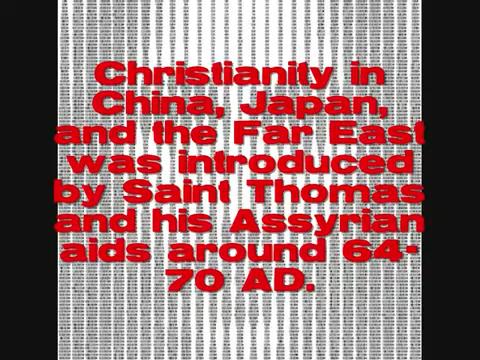 Christianity in
China, Japan,
and the Far East
was introduced
by Saint Thomas
and his Assyrian
aids around 64-
70 AD.